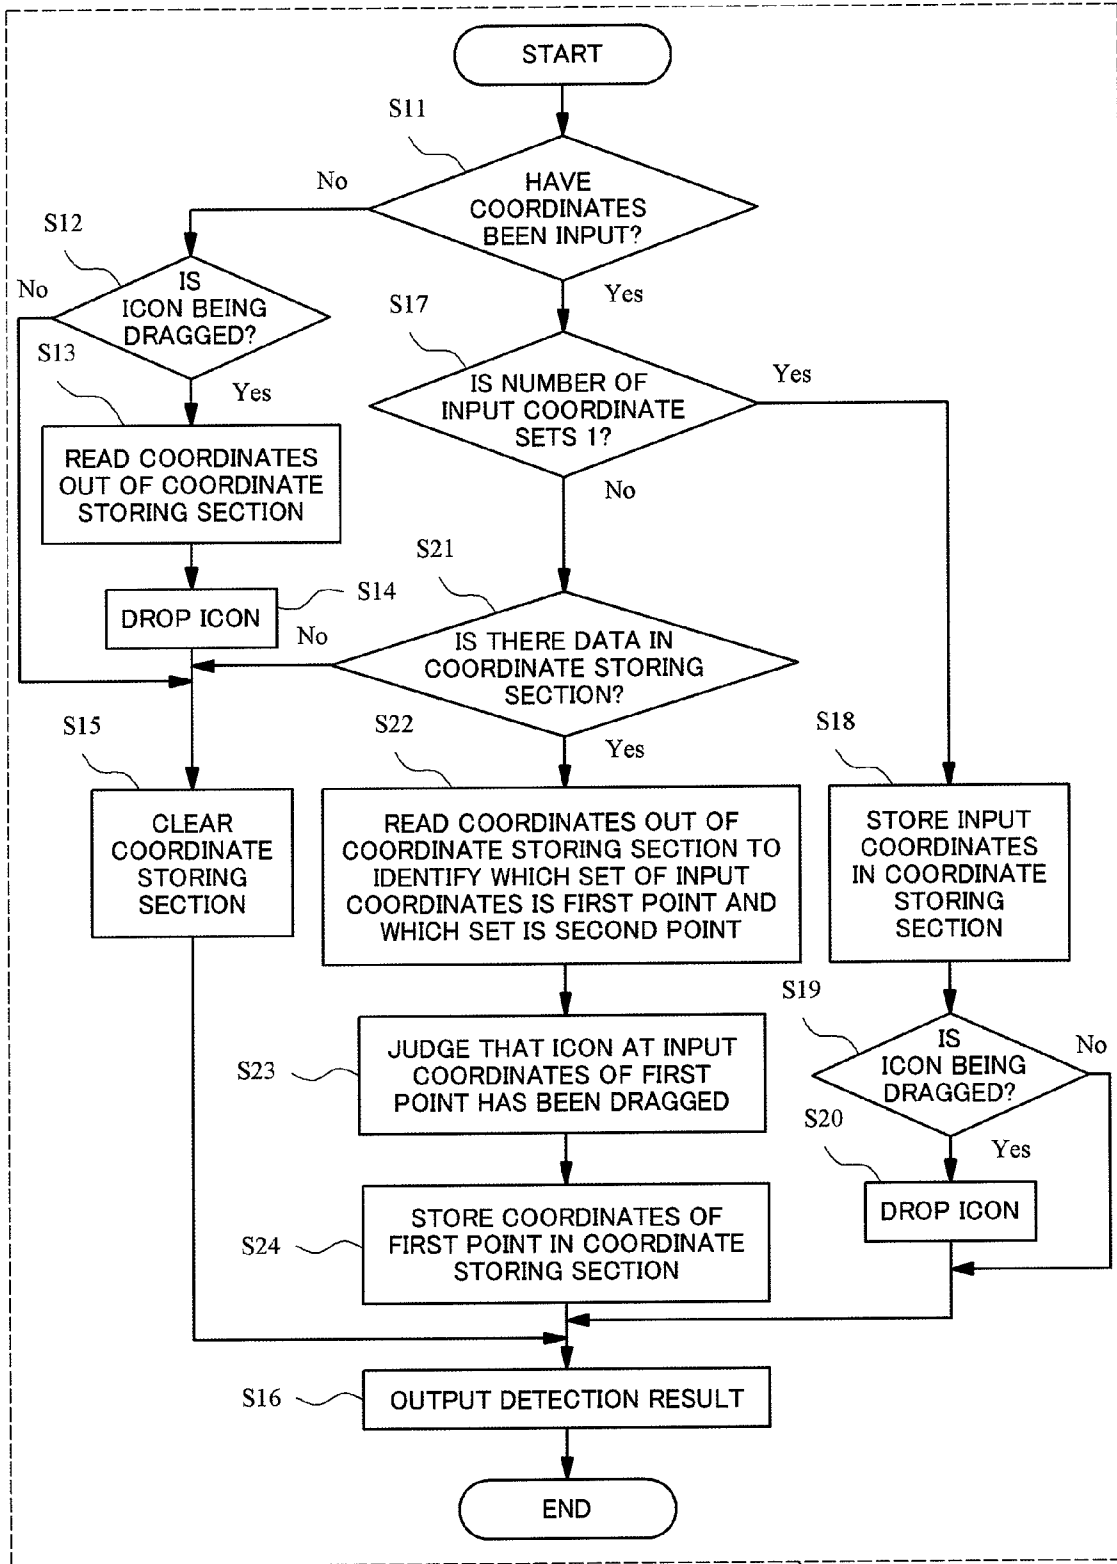 START
S11
HAVE
COORDINATES
BEEN INPUT?
No
Yes
S12
IS
ICON BEING
DRAGGED?
No
Yes
S13
READ COORDINATES
OUT OF COORDINATE
STORING SECTION
S14
DROP ICON
S17
IS NUMBER OF
INPUT COORDINATE
SETS 1?
Yes
No
S21
IS THERE DATA IN
COORDINATE STORING
SECTION?
No
Yes
S15
CLEAR
COORDINATE
STORING
SECTION
S22
READ COORDINATES OUT OF
COORDINATE STORING SECTION TO
IDENTIFY WHICH SET OF INPUT
COORDINATES IS FIRST POINT AND
WHICH SET IS SECOND POINT
S18
STORE INPUT
COORDINATES
IN COORDINATE
STORING
SECTION
S23
JUDGE THAT ICON AT INPUT
COORDINATES OF FIRST
POINT HAS BEEN DRAGGED
S19
IS
ICON BEING
DRAGGED?
No
Yes
S20
DROP ICON
S24
STORE COORDINATES OF
FIRST POINT IN COORDINATE
STORING SECTION
S16
OUTPUT DETECTION RESULT
END